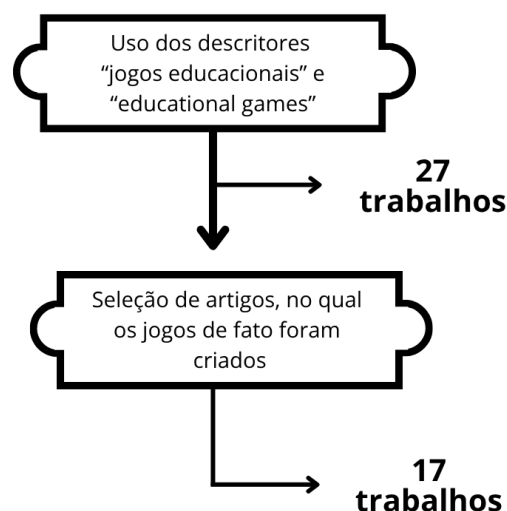 Uso dos descritores
“jogos educacionais” e
“educational games”
27
trabalhos
Seleção de artigos, no qual
os jogos de fato foram
criados
17
trabalhos